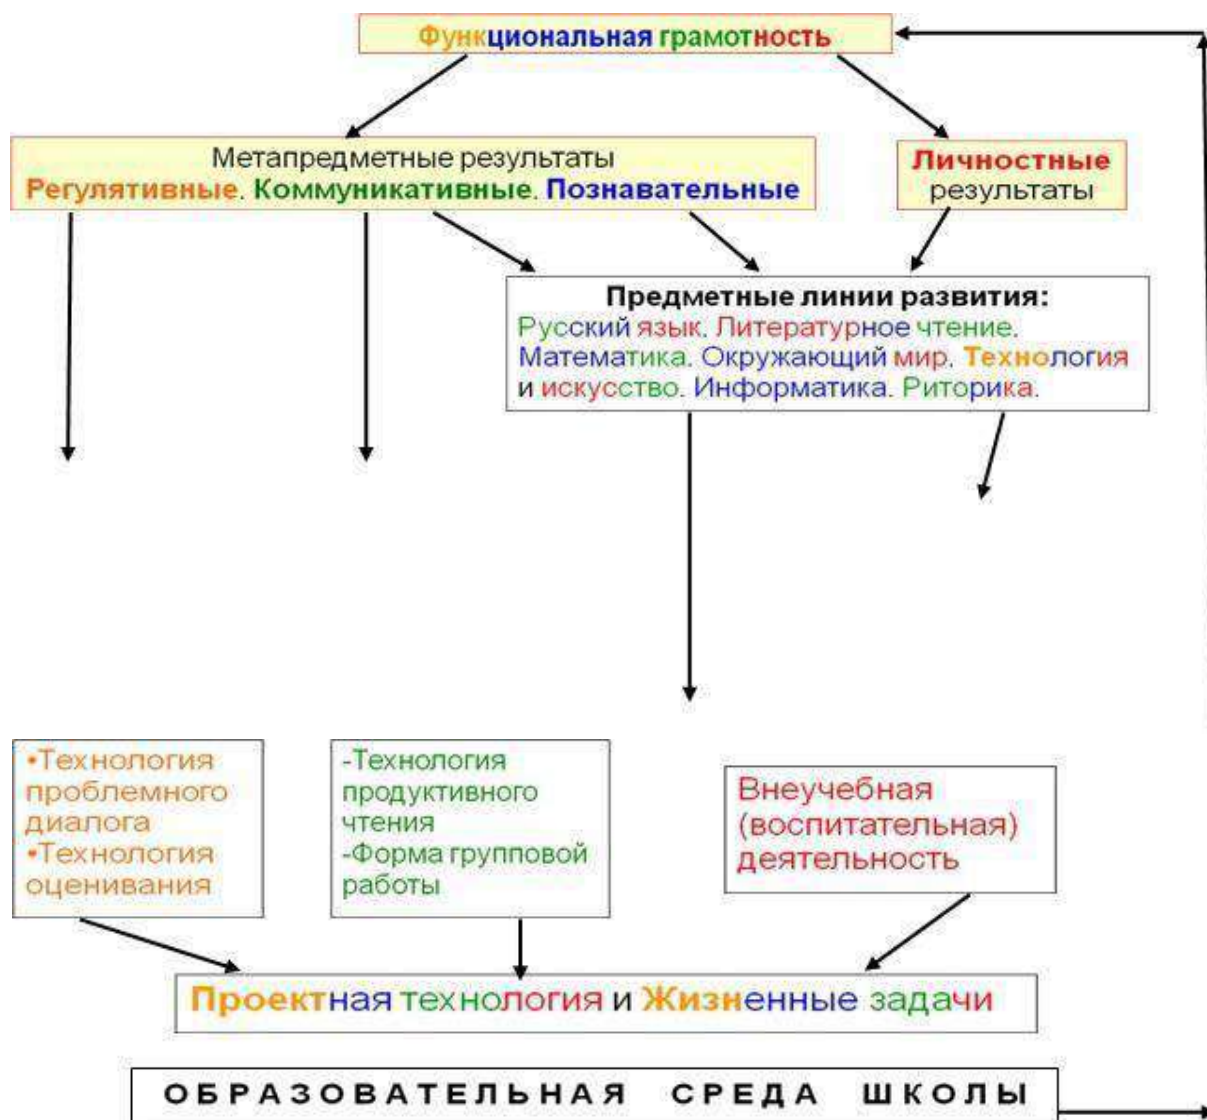 Функциональная грамотность
Метапредметные результаты
Регулятивные. Коммуникативные. Познавательные
Личностные
результаты
Предметные линии развития:
Русский язык. Литературное чтение.
Математика. Окружающий мир. Технология
и искусство. Информатика. Риторика.
•Технология
проблемного
диалога
•Технология
оценивания
-Технология
продуктивного
чтения
-Форма групповой
работы
Внеучебная
(воспитательная)
деятельность
Проектная технология и Жизненные задачи
ОБРАЗОВАТЕЛЬНАЯ СРЕДА ШКОЛЫ